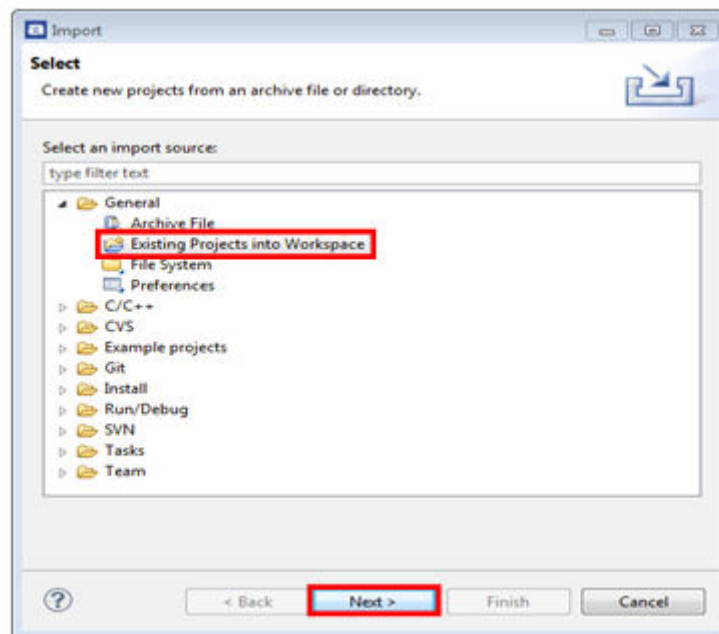 Import
Select
Create new projects from an archive file or directory.
Select an import source:
type filter text
General
Archive File
Existing Projects into Workspace
File System
Preferences
C/C++
CVS
Example projects
Git
Install
Run/Debug
SVN
Tasks
Team
? < Back Next > Finish Cancel